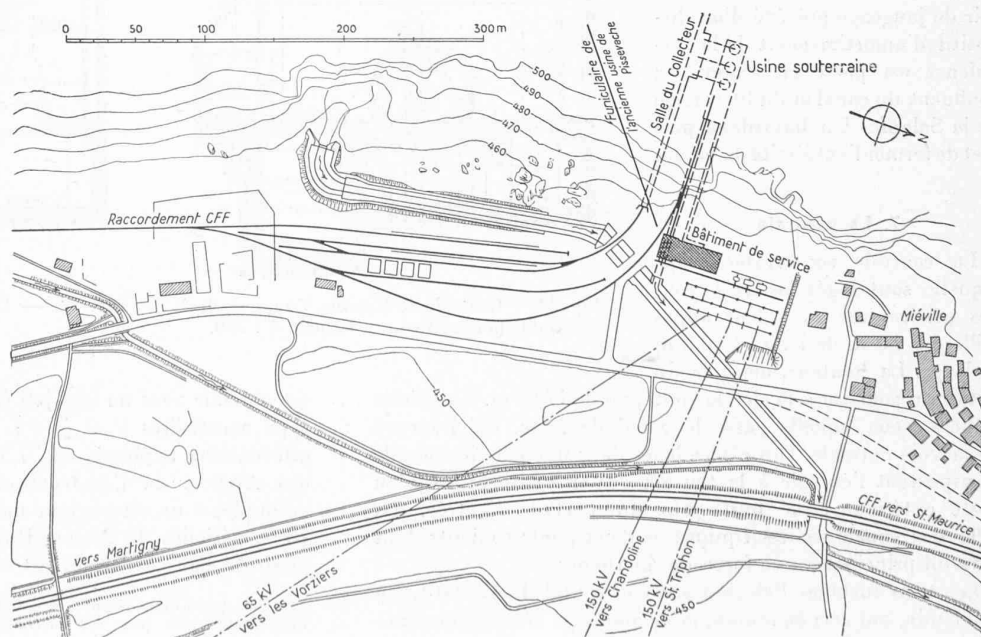 0 50 100 200 300 m
Funiculaire de
l'ancienne usine de
Pissevache
Salle du Collecteur
Usine souterraine
500
490
480
470
460
Raccordement CFF
Bâtiment de service
Miéville
450
CFF vers St-Maurice
vers Martigny
65 KV
vers les Vorziers
150 KV
vers Chandoline
150 KV
vers St Triphon
450